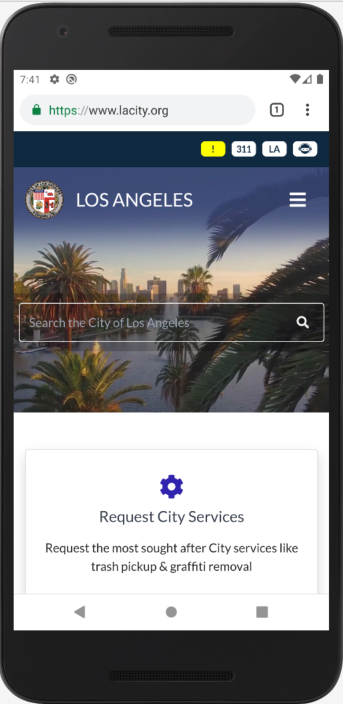 7:41
https://www.lacity.org
1
!
311
LA
LOS ANGELES
Search the City of Los Angeles
Request City Services
Request the most sought after City services like
trash pickup & graffiti removal